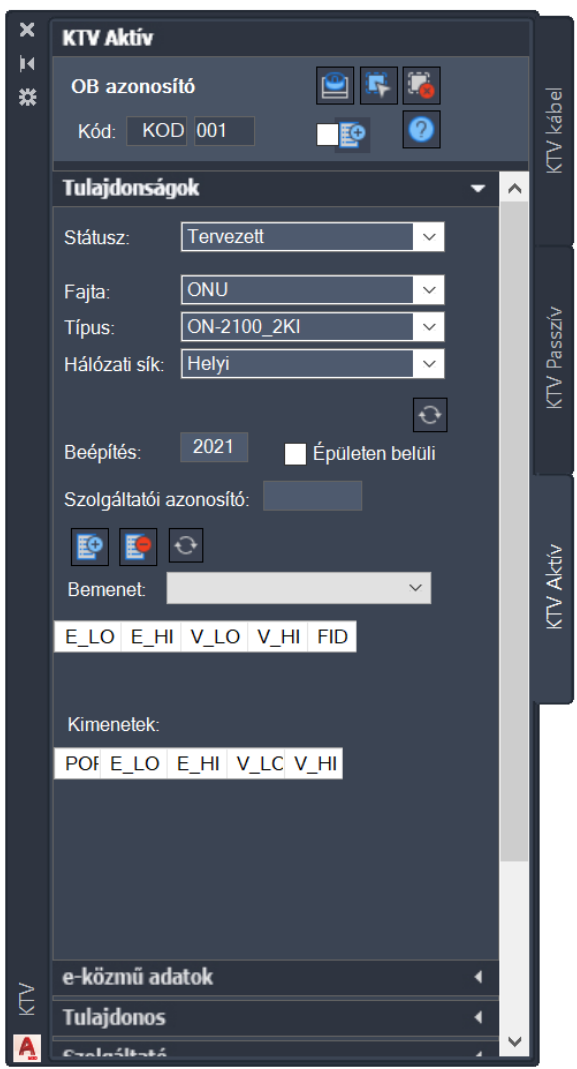 KTV Aktív
OB azonosító
Kód: KOD 001
Tulajdonságok
Státusz: Tervezett
Fajta: ONU
Típus: ON-2100_2KI
Hálózati sík: Helyi
Beépítés: 2021 Épületen belüli
Szolgáltatói azonosító:
Bemenet:
E_LO E_HI V_LO V_HI FID
Kimenetek:
E_LO E_HI V_LO V_HI
e-közmű adatok
Tulajdonos
Szolgáltató
KTV
KTV kábel
KTV Passzív
KTV Aktív